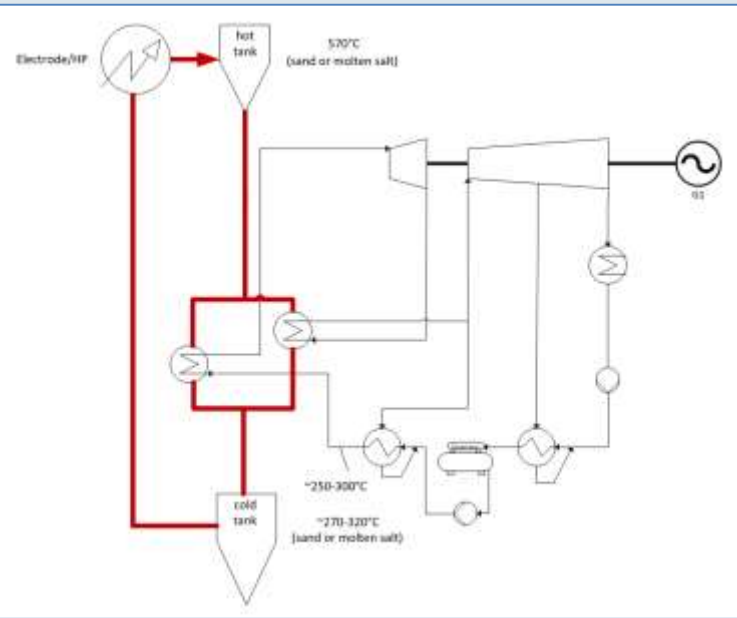 hot
tank
570°C
(sand or molten salt)
Electrode/HP
~250-300°C
cold
tank
~270-320°C
(sand or molten salt)